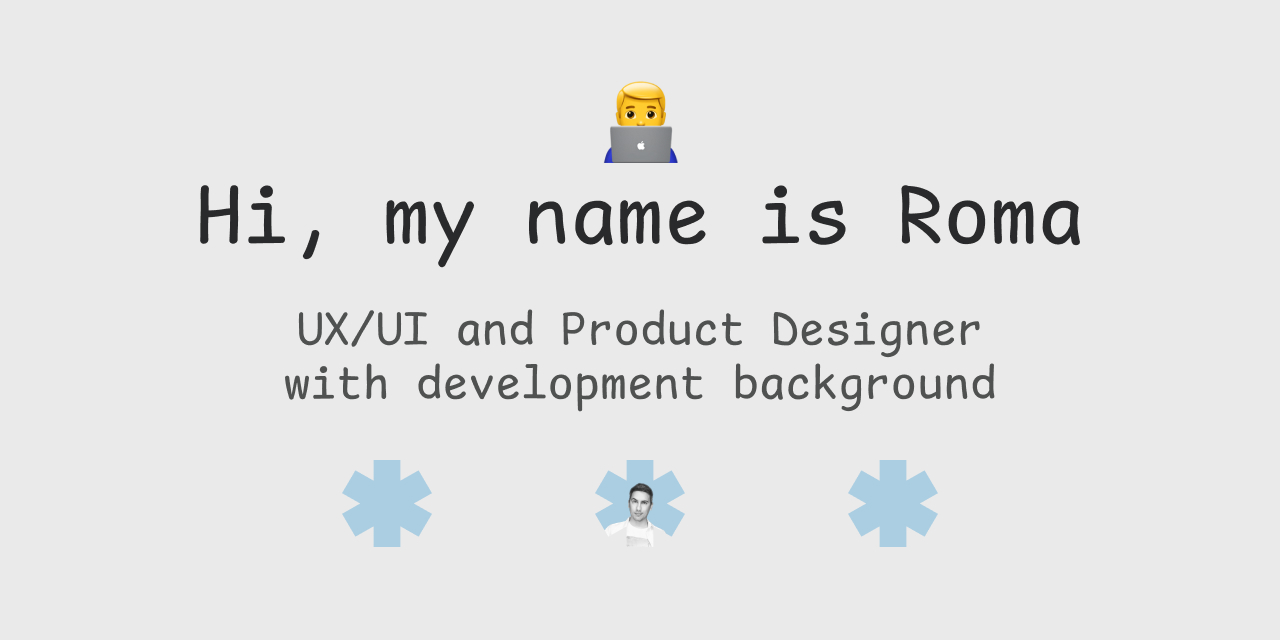 Hi, my name is Roma
UX/UI and Product Designer
with development background